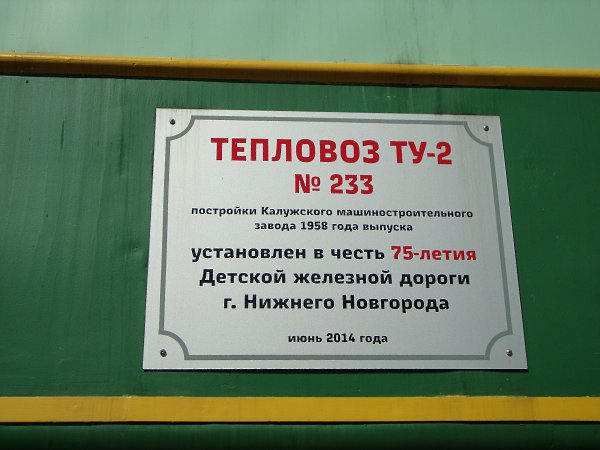 ТЕПЛОВОЗ ТУ-2
№ 233
постройки Калужского машиностроительного
завода 1958 года выпуска
установлен в честь 75-летия
Детской железной дороги
г. Нижнего Новгорода
июнь 2014 года